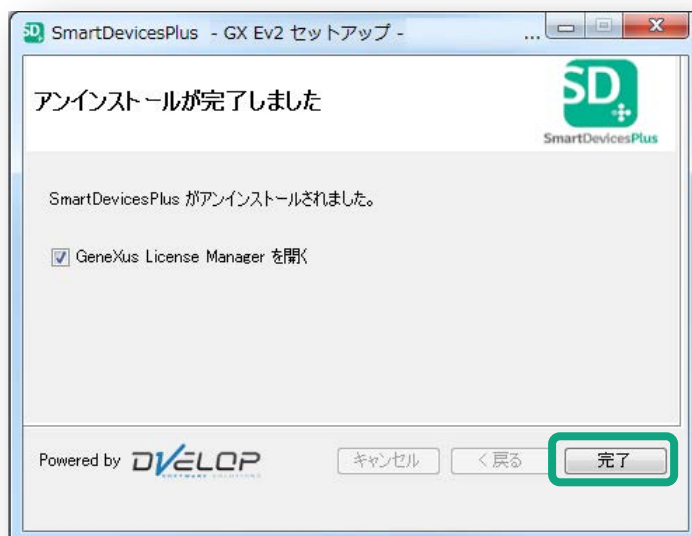 SmartDevicesPlus - GX Ev2 セットアップ - ...
アンインストールが完了しました
SD
SmartDevicesPlus
SmartDevicesPlus がアンインストールされました。
GeneXus License Manager を開く
Powered by DVELOP
SOFTWARE SOLUTIONS
キャンセル
< 戻る
完了